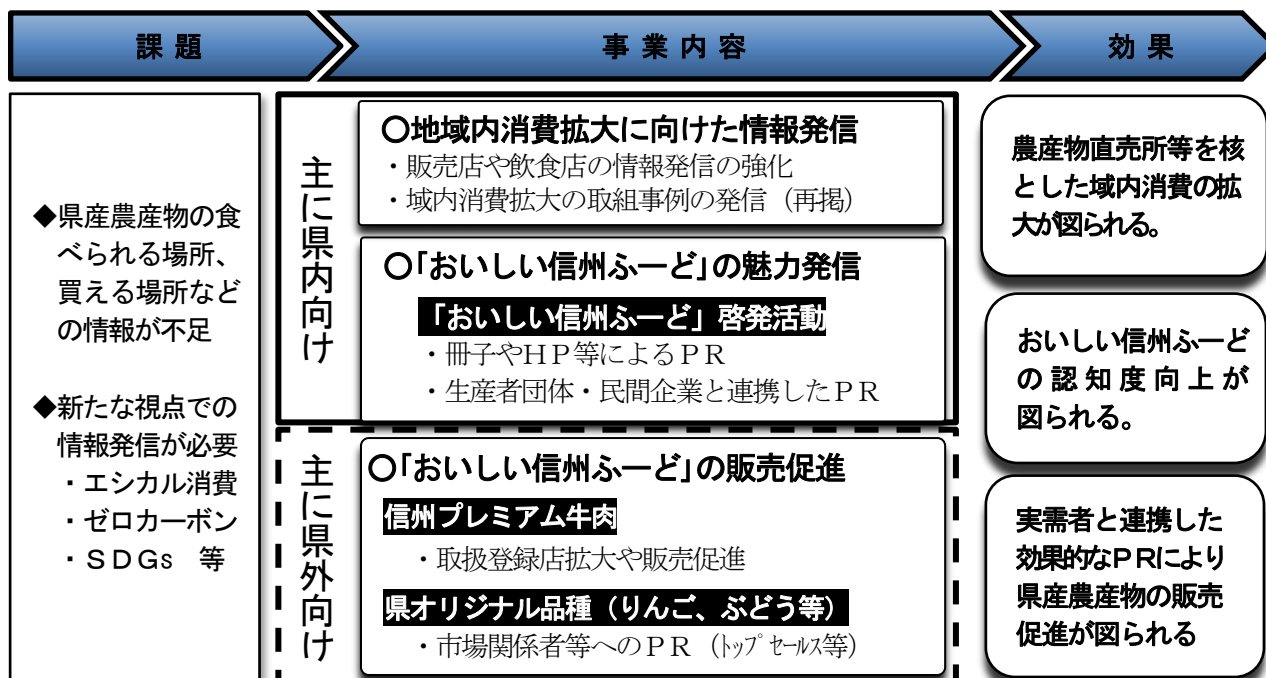 課題
事業内容
効果
◆県産農産物の食
べられる場所、
買える場所など
の情報が不足
◆新たな視点での
情報発信が必要
・エシカル消費
・ゼロカーボン
・ＳＤＧs 等
主に県内向け
○地域内消費拡大に向けた情報発信
・販売店や飲食店の情報発信の強化
・域内消費拡大の取組事例の発信（再掲）
○「おいしい信州ふーど」の魅力発信
「おいしい信州ふーど」啓発活動
・冊子やＨＰ等によるＰＲ
・生産者団体・民間企業と連携したＰＲ
主に県外向け
○「おいしい信州ふーど」の販売促進
信州プレミアム牛肉
・取扱登録店拡大や販売促進
県オリジナル品種（りんご、ぶどう等）
・市場関係者等へのＰＲ（ﾄｯﾌﾟｾｰﾙｽ等）
農産物直売所等を核
とした域内消費の拡
大が図られる。
おいしい信州ふーど
の認知度向上が
図られる。
実需者と連携した
効果的なＰＲにより
県産農産物の販売
促進が図られる